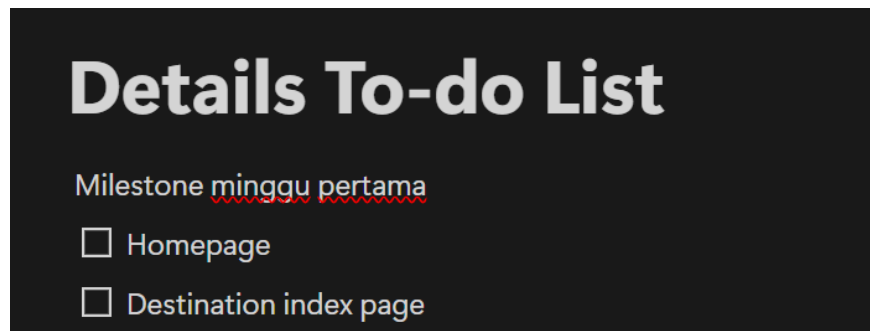 Details To-do List
Milestone minggu pertama
Homepage
Destination index page